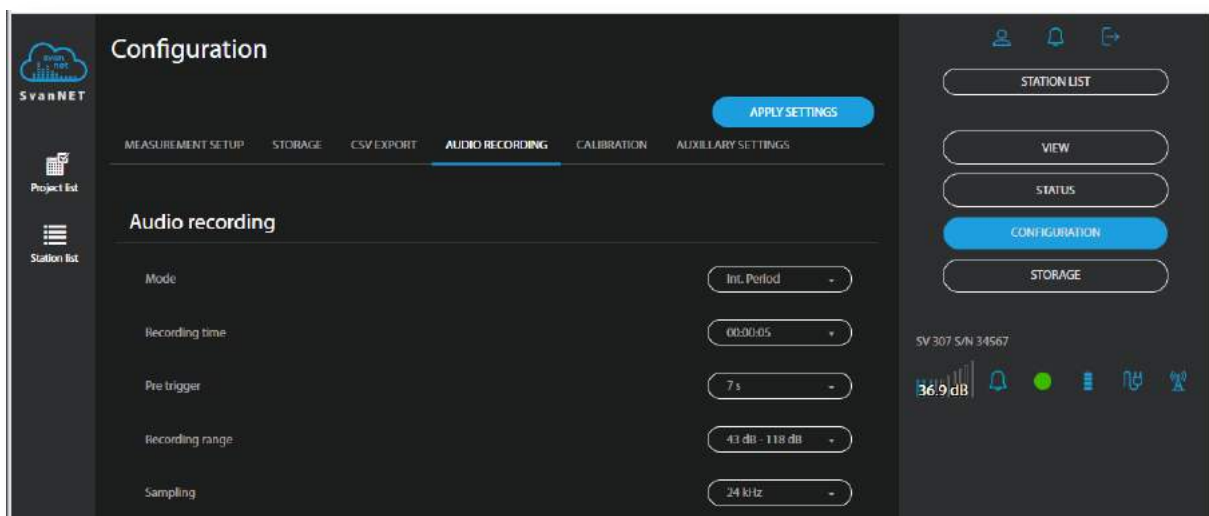 svan
net
SvanNET
Project list
Station list
Configuration
APPLY SETTINGS
MEASUREMENT SETUP STORAGE CSV EXPORT AUDIO RECORDING CALIBRATION AUXILLARY SETTINGS
Audio recording
Mode Int. Period
Recording time 00:00:05
Pre trigger 7 s
Recording range 43 dB - 118 dB
Sampling 24 kHz
STATION LIST
VIEW
STATUS
CONFIGURATION
STORAGE
SV 307 S/N 34567
36.9 dB